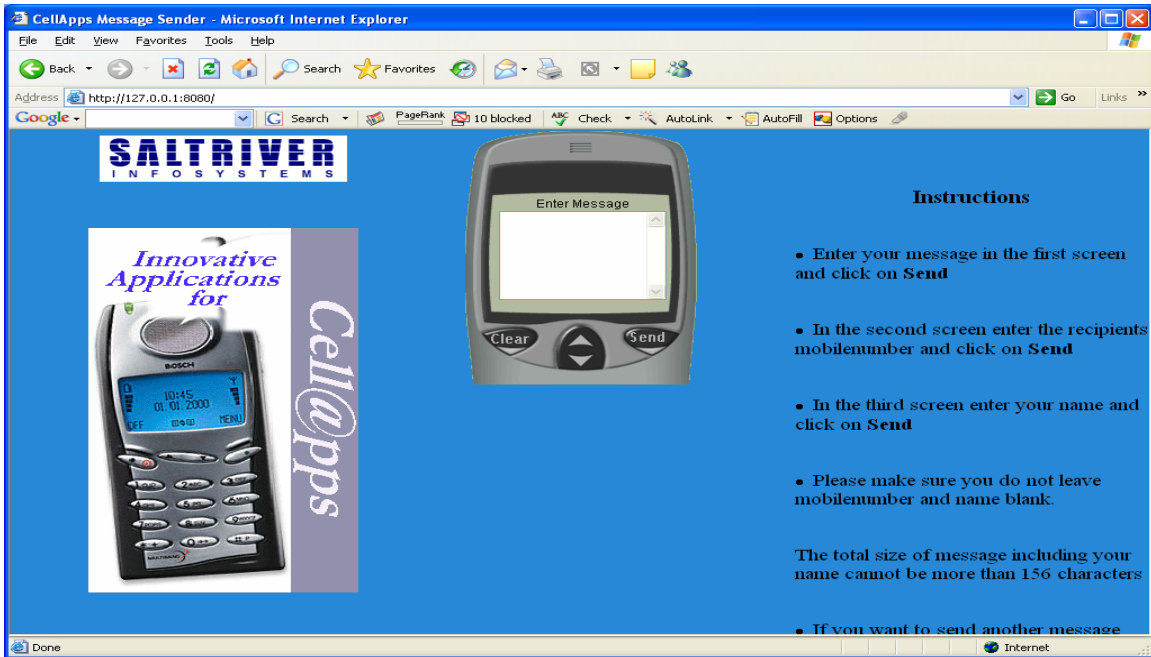 CellApps Message Sender - Microsoft Internet Explorer
File Edit View Favorites Tools Help
Back Search Favorites
Address http://127.0.0.1:8080/ Go Links »
Google Search PageRank 10 blocked ABC Check AutoLink AutoFill Options
SALTRIVER
INFOSYSTEMS
Innovative
Applications
for
Cell@pps
BOSCH
10:45
01.01.2000
OFF MENU
Enter Message
Clear Send
Instructions
• Enter your message in the first screen
and click on Send
• In the second screen enter the recipients
mobilenumber and click on Send
• In the third screen enter your name and
click on Send
• Please make sure you do not leave
mobilenumber and name blank.
The total size of message including your
name cannot be more than 156 characters
• If you want to send another message
Done Internet